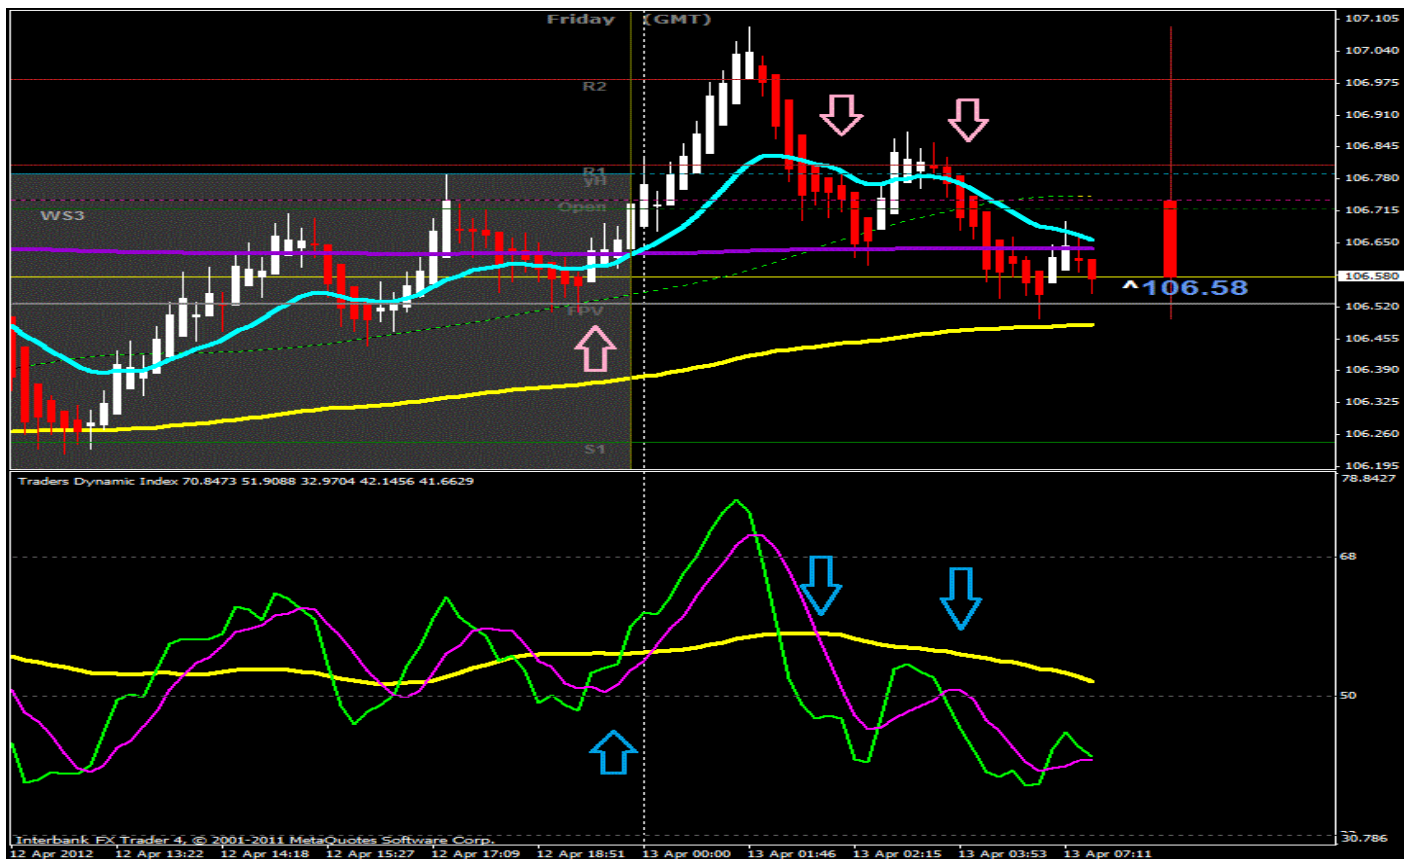 Friday (GMT)
107.105
107.040
106.975
R2
106.910
106.845
R1
yH
106.780
WS3
Open
106.715
106.650
106.580
^106.58
106.520
FPV
106.455
106.390
106.325
106.260
S1
106.195
Traders Dynamic Index 70.8473 51.9088 32.9704 42.1456 41.6629
78.8427
68
50
30.786
Interbank FX Trader 4, © 2001-2011 MetaQuotes Software Corp.
12 Apr 2012 12 Apr 13:22 12 Apr 14:18 12 Apr 15:27 12 Apr 17:09 12 Apr 18:51 13 Apr 00:00 13 Apr 01:46 13 Apr 02:15 13 Apr 03:53 13 Apr 07:11